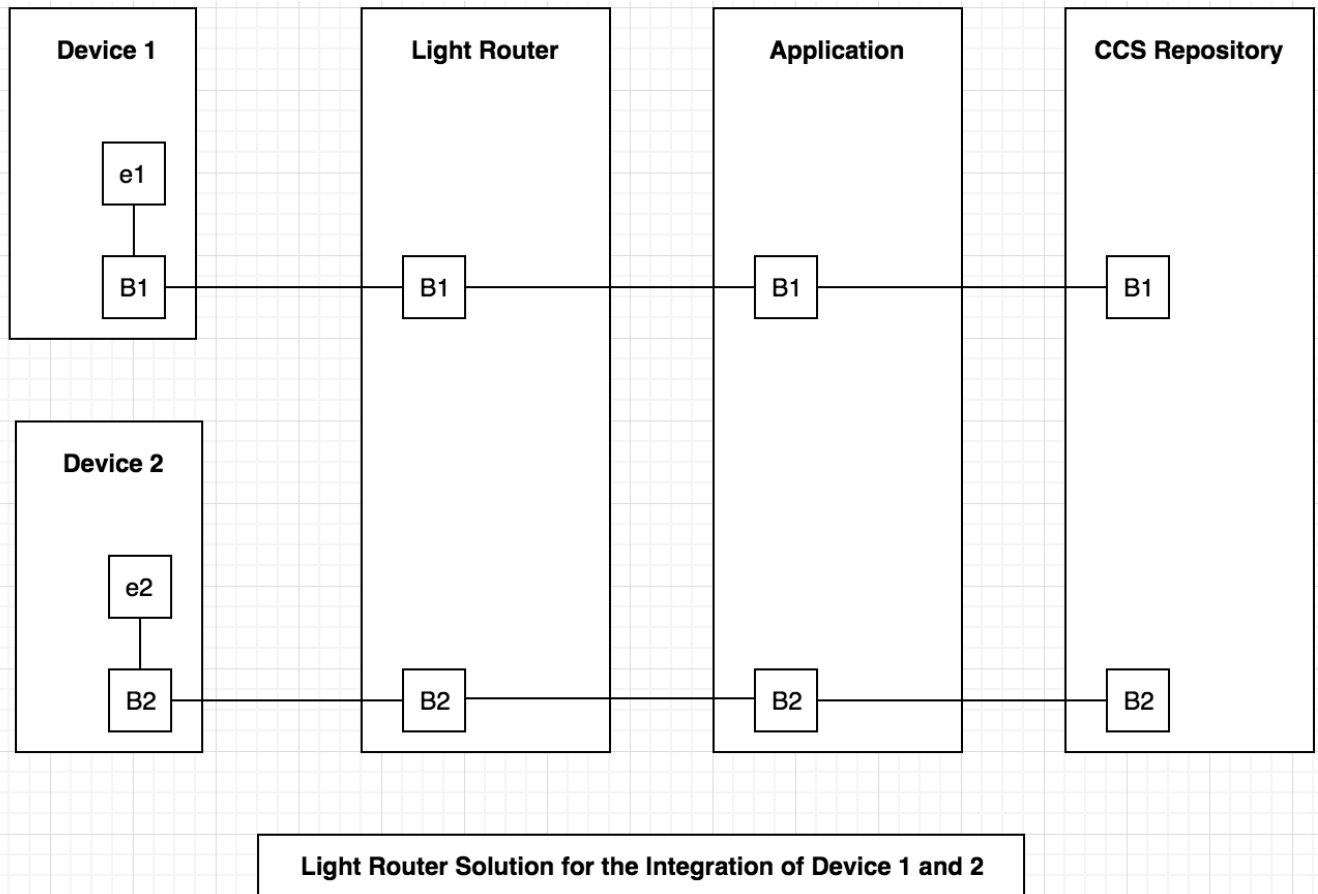 Device 1
Light Router
Application
CCS Repository
e1
B1
B1
B1
B1
Device 2
e2
B2
B2
B2
B2
Light Router Solution for the Integration of Device 1 and 2